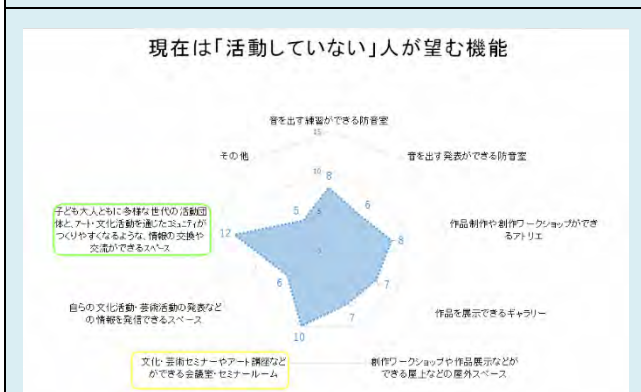 現在は「活動していない」人が望む機能
音を出す練習ができる防音室
15
その他
音を出す発表ができる防音室
10
8
子ども大人ともに多様な世代の活動団
体と、アート・文化活動を通じたコミュニティが
つくりやすくなるような、情報の交換や
交流ができるスペース
5
6
作品制作や創作ワークショップができ
るアトリエ
12
8
自らの文化活動・芸術活動の発表など
の情報を発信できるスペース
6
7
作品を展示できるギャラリー
7
10
文化・芸術セミナーやアート講座など
ができる会議室・セミナールーム
創作ワークショップや作品展示などが
できる屋上などの屋外スペース